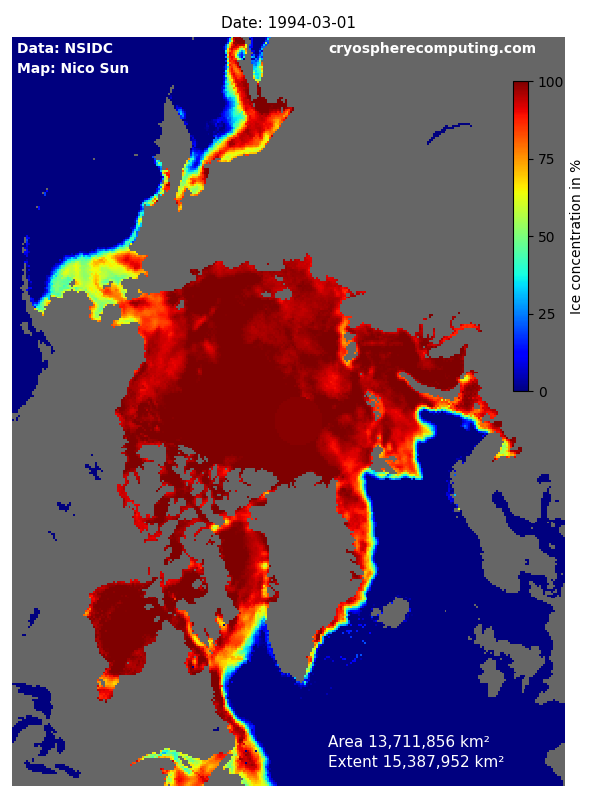 Date: 1994-03-01
Data: NSIDC
Map: Nico Sun
cryospherecomputing.com
100
75
50
25
0
Ice concentration in %
Area 13,711,856 km²
Extent 15,387,952 km²